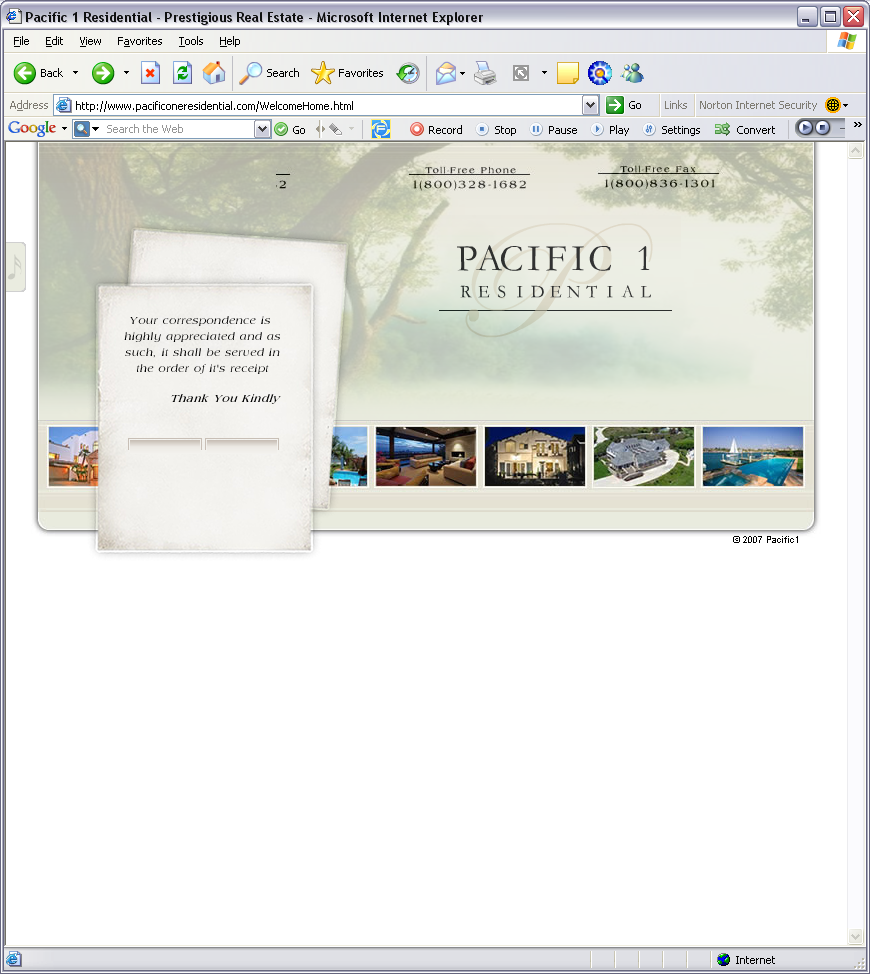 Pacific 1 Residential - Prestigious Real Estate - Microsoft Internet Explorer
File Edit View Favorites Tools Help
Back Search Favorites
Address http://www.pacificoneresidential.com/WelcomeHome.html Go Links Norton Internet Security
Google Search the Web Go Record Stop Pause Play Settings Convert
Toll-Free Phone Toll-Free Fax
2 1(800)328-1682 1(800)836-1301
PACIFIC 1
RESIDENTIAL
Your correspondence is
highly appreciated and as
such, it shall be served in
the order of it's receipt
Thank You Kindly
© 2007 Pacific1
Internet